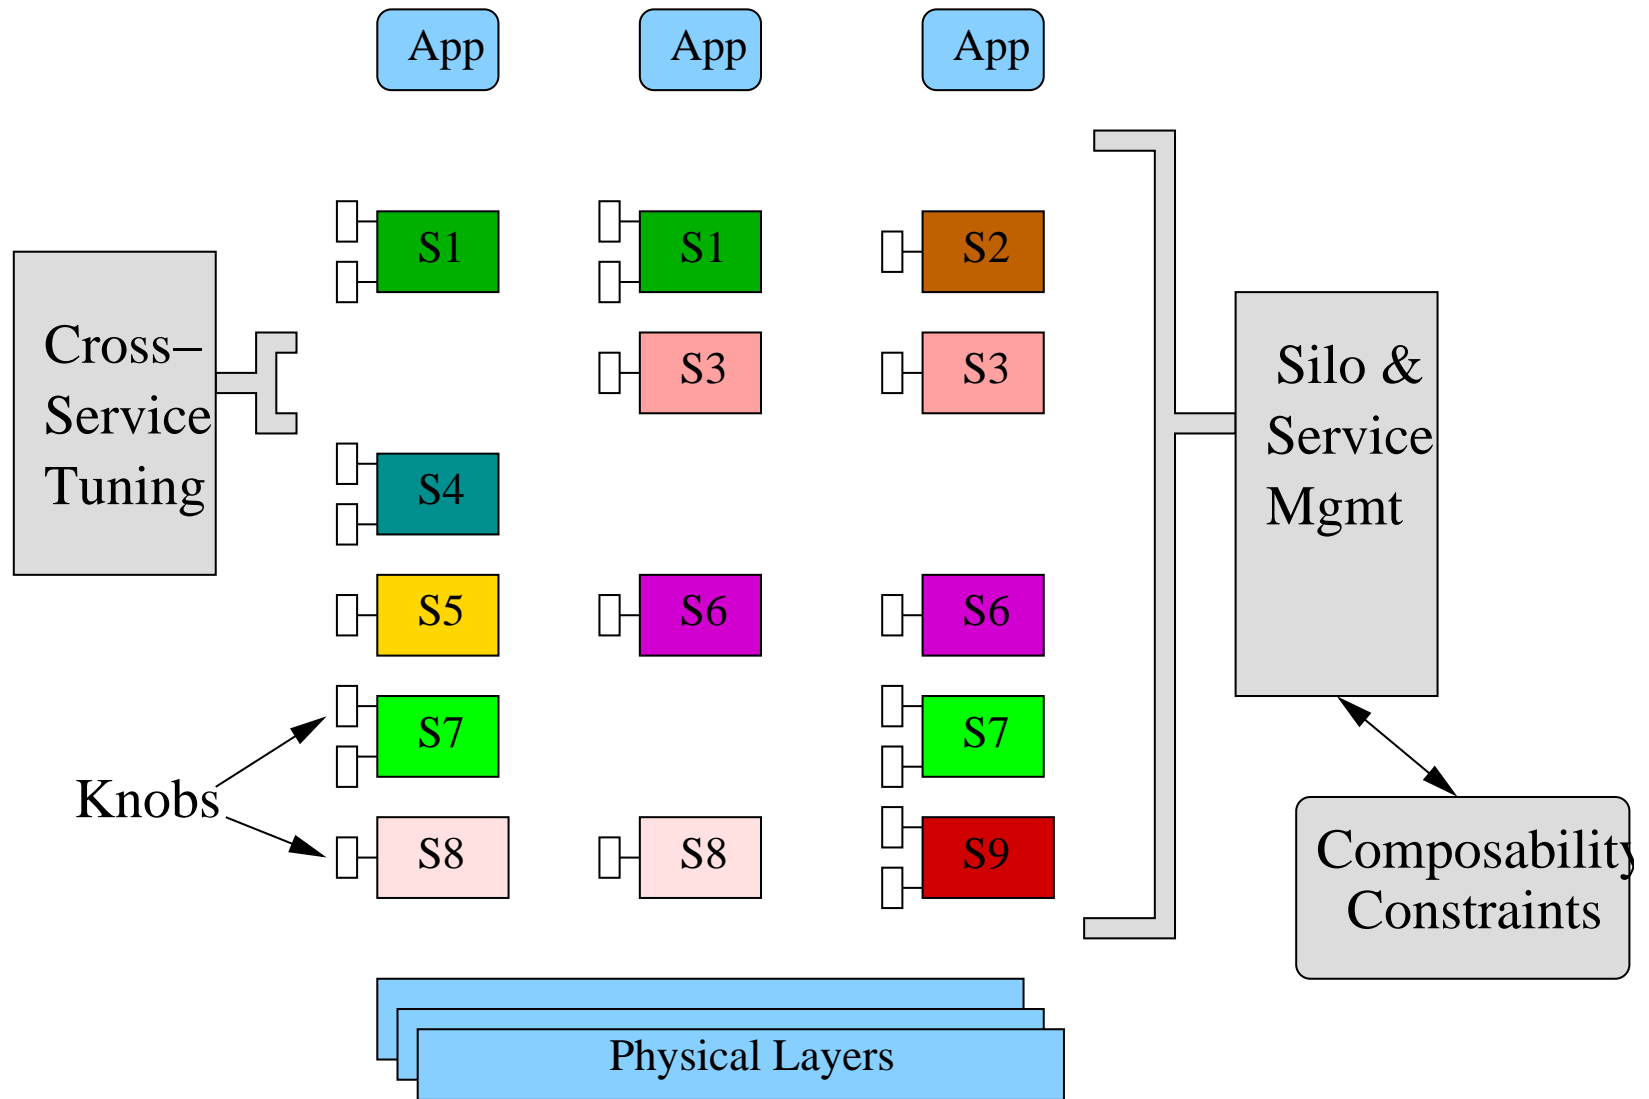 App App App
S1 S1 S2
Cross–
Service
Tuning
S3 S3
Silo &
Service
Mgmt
S4
S5 S6 S6
S7 S7
Knobs
S8 S8 S9
Composability
Constraints
Physical Layers